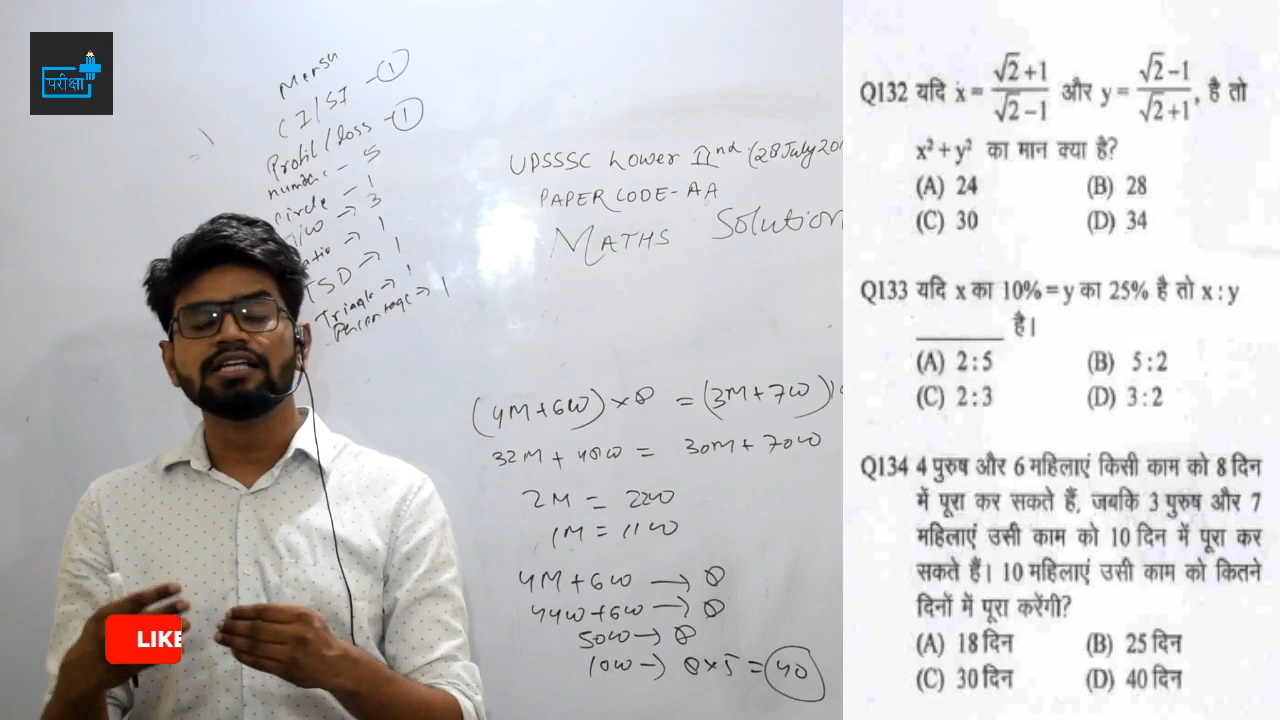 परीक्षा
Mensu
CI/SI -①
Profit/loss -①
number - 5
circle - 1
→ 3
ratio → 1
TSD → 1
Triangle → 1
Percentage → 1
UPSSSC Lower IInd (28 July 20
PAPER CODE-AA
MATHS Solution
(4M+6W)×8 = (3M+7W)1
32M + 48W = 30M + 70W
2M = 22W
1M = 11W
4M+6W → 8
44W+6W → 8
50W → 8
10W → 8×5 = 40
LIKE
Q132 यदि x = (√2+1)/(√2−1) और y = (√2−1)/(√2+1), है तो
x² + y² का मान क्या है?
(A) 24 (B) 28
(C) 30 (D) 34
Q133 यदि x का 10% = y का 25% है तो x : y
________ है।
(A) 2 : 5 (B) 5 : 2
(C) 2 : 3 (D) 3 : 2
Q134 4 पुरुष और 6 महिलाएं किसी काम को 8 दिन
में पूरा कर सकते हैं, जबकि 3 पुरुष और 7
महिलाएं उसी काम को 10 दिन में पूरा कर
सकते हैं। 10 महिलाएं उसी काम को कितने
दिनों में पूरा करेंगी?
(A) 18 दिन (B) 25 दिन
(C) 30 दिन (D) 40 दिन